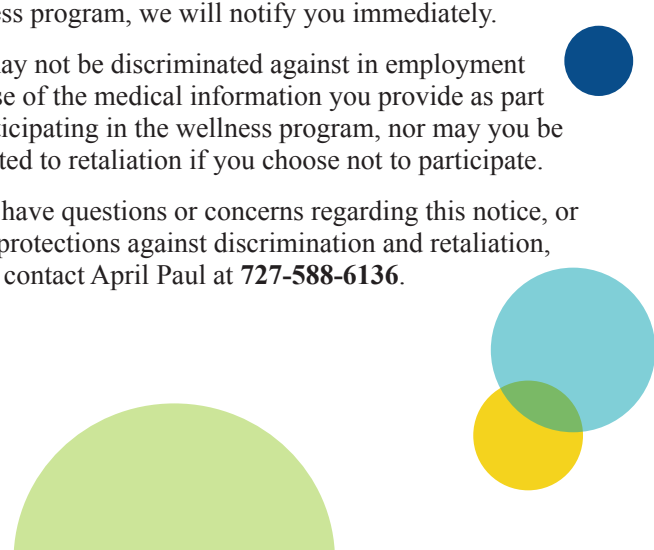 ess program, we will notify you immediately.
ay not be discriminated against in employment
se of the medical information you provide as part
ticipating in the wellness program, nor may you be
ted to retaliation if you choose not to participate.
have questions or concerns regarding this notice, or
protections against discrimination and retaliation,
contact April Paul at 727-588-6136.